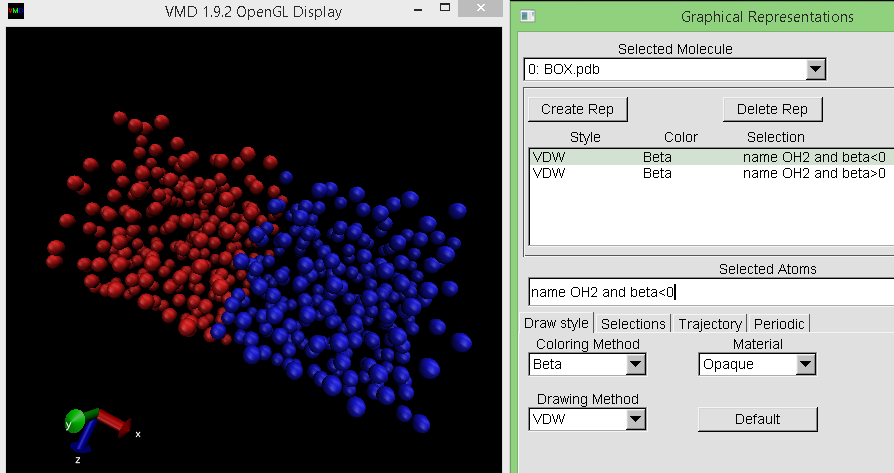 VMD
VMD 1.9.2 OpenGL Display
y
x
z
Graphical Representations
Selected Molecule
0: BOX.pdb
Create Rep Delete Rep
Style Color Selection
VDW Beta name OH2 and beta<0
VDW Beta name OH2 and beta>0
Selected Atoms
name OH2 and beta<0
Draw style Selections Trajectory Periodic
Coloring Method Material
Beta Opaque
Drawing Method
VDW Default